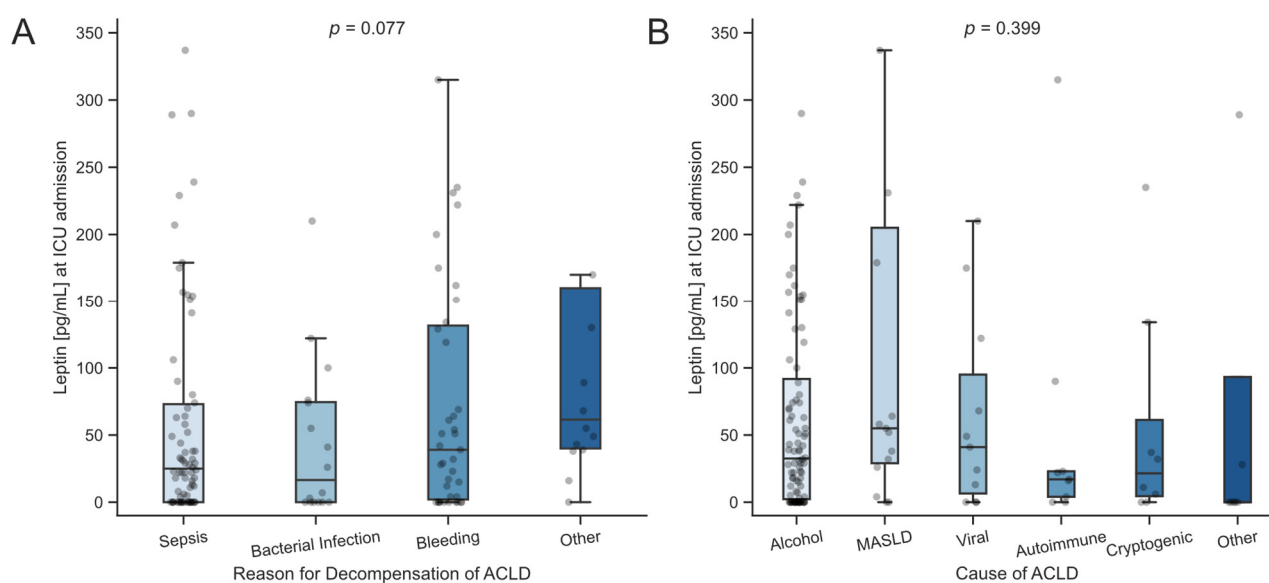 A
p = 0.077
350
300
250
200
150
100
50
0
Leptin [pg/mL] at ICU admission
Sepsis
Bacterial Infection
Bleeding
Other
Reason for Decompensation of ACLD
B
p = 0.399
350
300
250
200
150
100
50
0
Leptin [pg/mL] at ICU admission
Alcohol
MASLD
Viral
Autoimmune
Cryptogenic
Other
Cause of ACLD